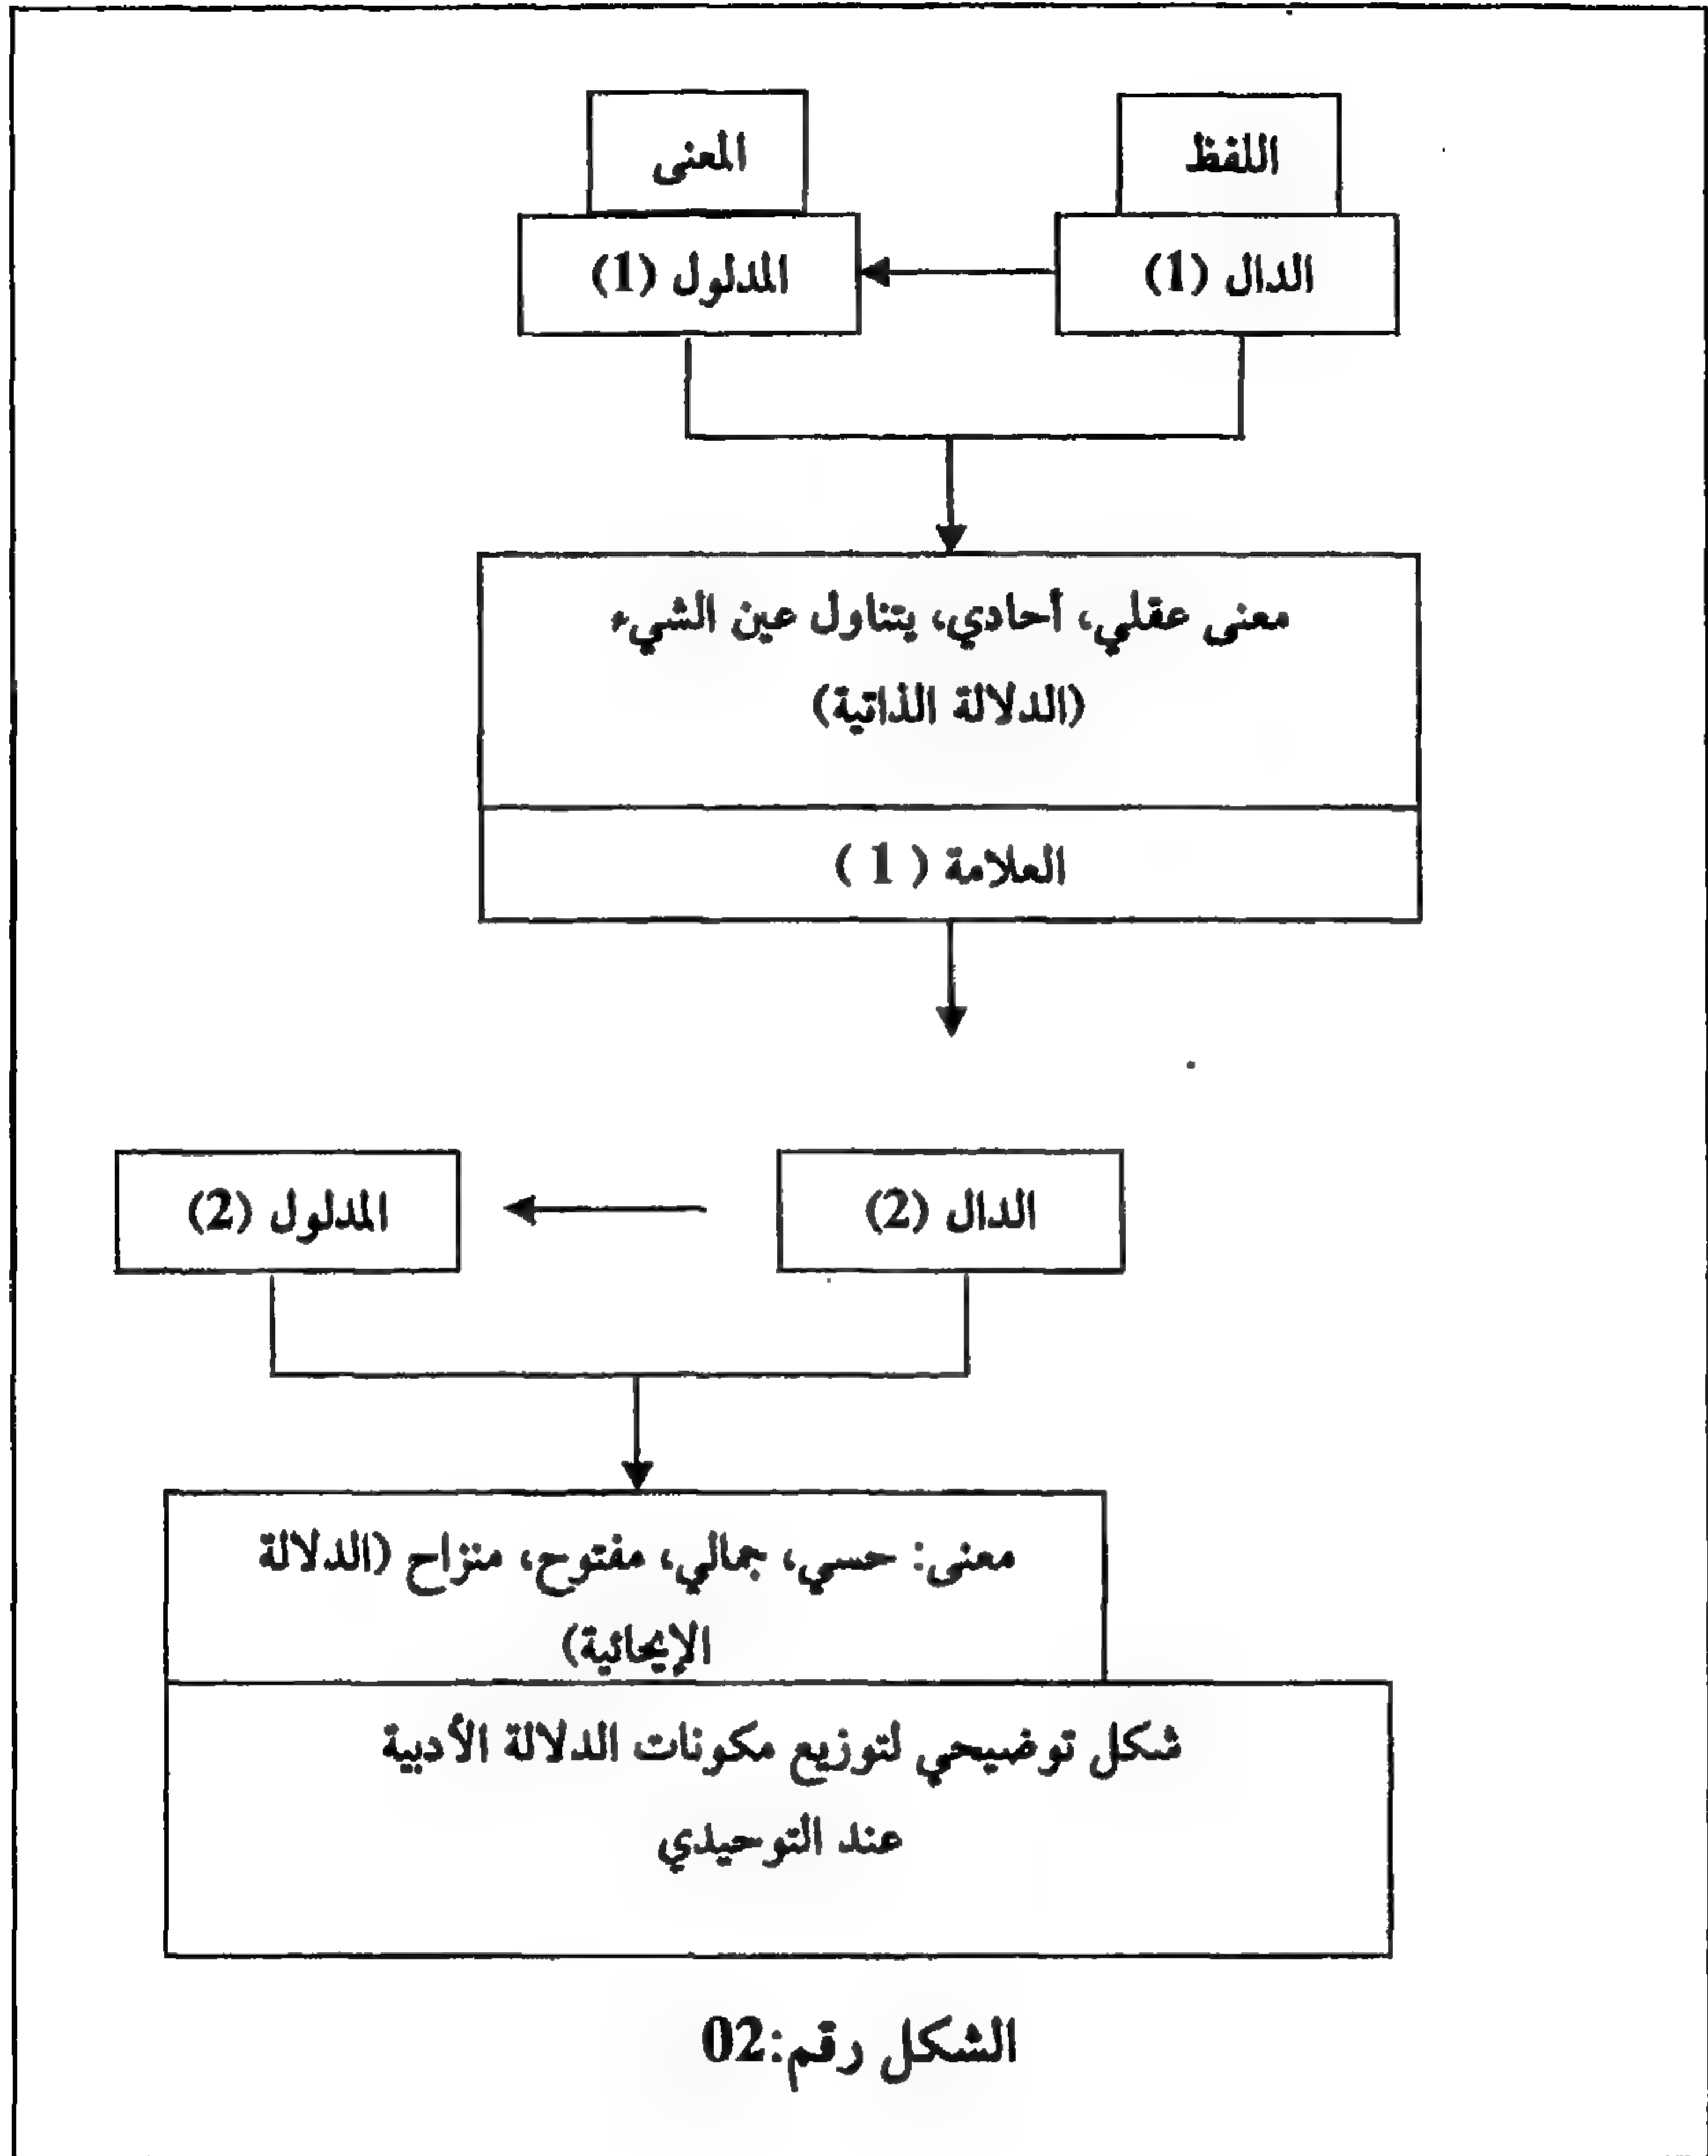 اللفظ
المعنى
الدال (1)
المدلول (1)
معنى عقلي، أحادي، يتناول عين الشيء
(الدلالة الذاتية)
العلامة ( 1 )
الدال (2)
المدلول (2)
معنى: حسي، جمالي، مفتوح، منزاح (الدلالة
الإيحائية)
شكل توضيحي لتوزيع مكونات الدلالة الأدبية
عند التوحيدي
الشكل رقم:02